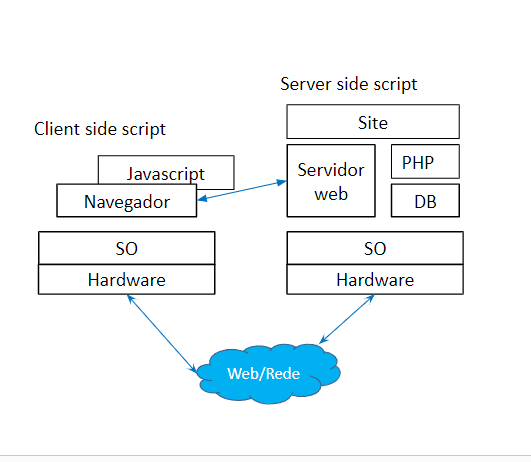 Server side script
Site
Client side script
Javascript
Navegador
Servidor
web
PHP
DB
SO
Hardware
SO
Hardware
Web/Rede